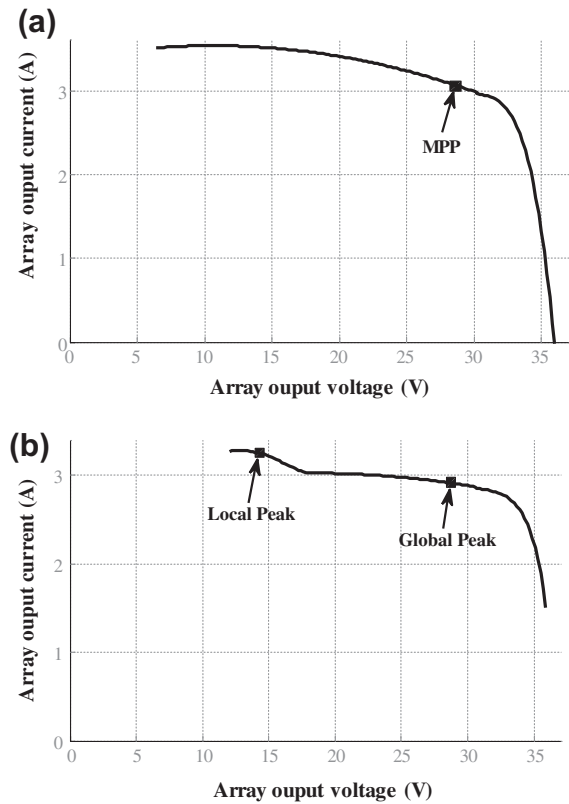 (a)
Array ouput current (A)
3
2
1
0
MPP
0 5 10 15 20 25 30 35
Array ouput voltage (V)
(b)
Array ouput current (A)
3
2
1
0
Local Peak
Global Peak
0 5 10 15 20 25 30 35
Array ouput voltage (V)